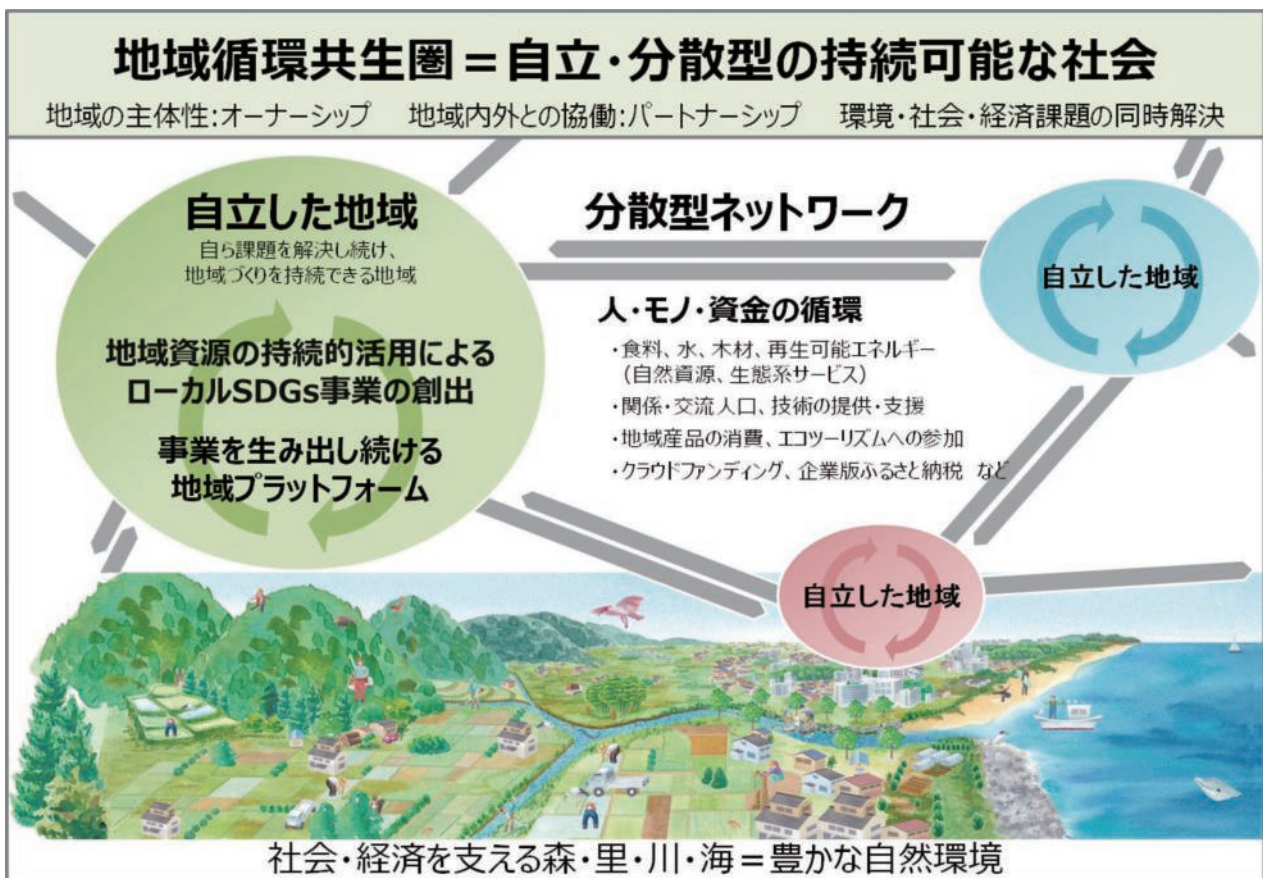 地域循環共生圏＝自立・分散型の持続可能な社会
地域の主体性:オーナーシップ　地域内外との協働:パートナーシップ　環境・社会・経済課題の同時解決
自立した地域
自ら課題を解決し続け、
地域づくりを持続できる地域
地域資源の持続的活用による
ローカルSDGs事業の創出
事業を生み出し続ける
地域プラットフォーム
分散型ネットワーク
人・モノ・資金の循環
・食料、水、木材、再生可能エネルギー
(自然資源、生態系サービス)
・関係・交流人口、技術の提供・支援
・地域産品の消費、エコツーリズムへの参加
・クラウドファンディング、企業版ふるさと納税 など
自立した地域
自立した地域
社会・経済を支える森・里・川・海＝豊かな自然環境